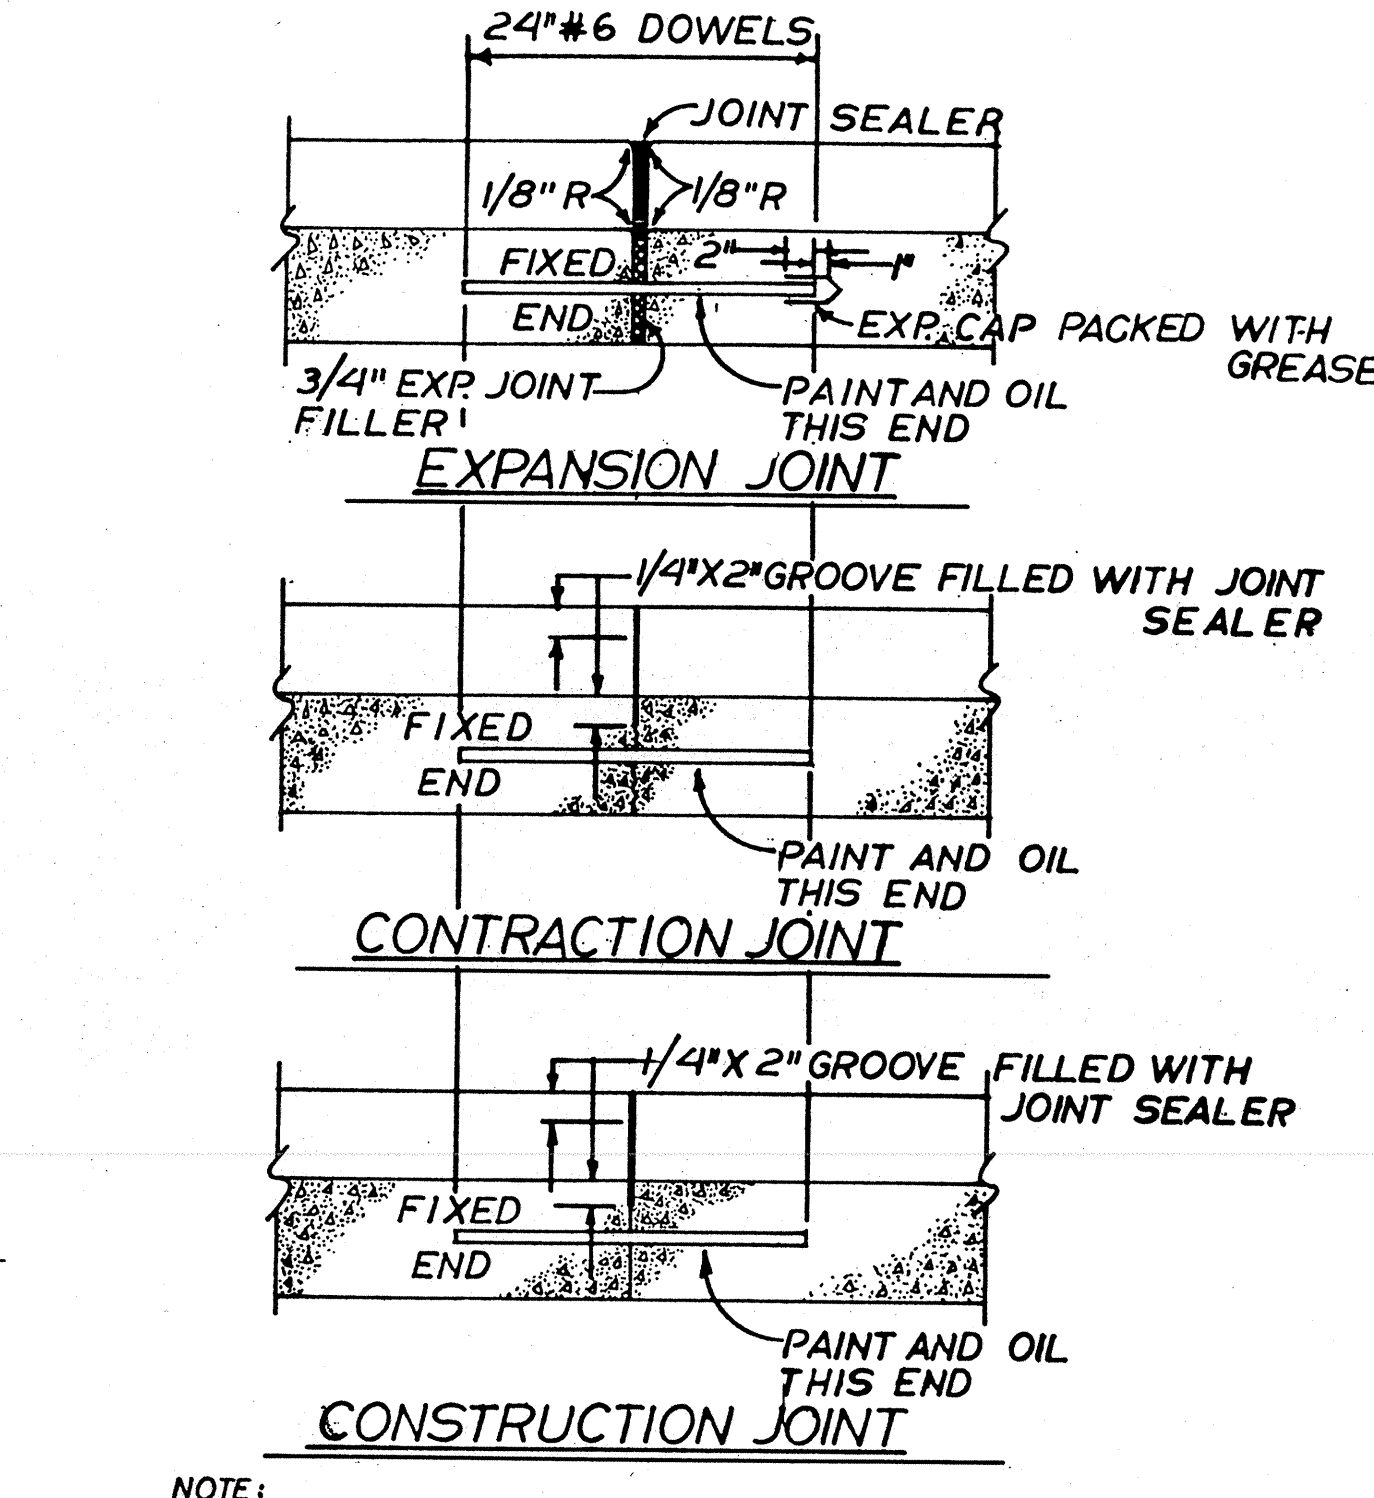 24"#6 DOWELS
JOINT SEALER
1/8" R 1/8" R
FIXED 2" 1"
END
EXP. CAP PACKED WITH
GREASE
3/4" EXP. JOINT
FILLER
PAINT AND OIL
THIS END
EXPANSION JOINT
1/4"X2" GROOVE FILLED WITH JOINT
SEALER
FIXED
END
PAINT AND OIL
THIS END
CONTRACTION JOINT
1/4"X 2" GROOVE FILLED WITH
JOINT SEALER
FIXED
END
PAINT AND OIL
THIS END
CONSTRUCTION JOINT
NOTE: